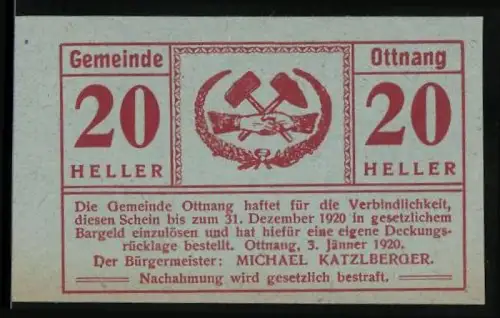 Gemeinde Ottnang
20 20
HELLER HELLER
Die Gemeinde Ottnang haftet für die Verbindlichkeit,
diesen Schein bis zum 31. Dezember 1920 in gesetzlichem
Bargeld einzulösen und hat hiefür eine eigene Deckungs-
rücklage bestellt. Ottnang, 3. Jänner 1920.
Der Bürgermeister: MICHAEL KATZLBERGER.
Nachahmung wird gesetzlich bestraft.